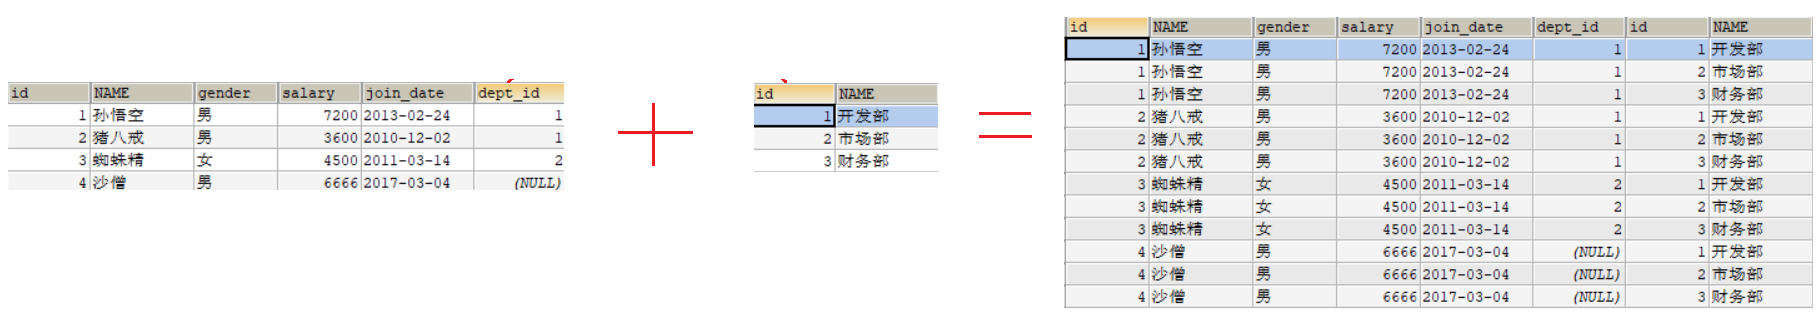 id NAME gender salary join_date dept_id
1 孙悟空 男 7200 2013-02-24 1
2 猪八戒 男 3600 2010-12-02 1
3 蜘蛛精 女 4500 2011-03-14 2
4 沙僧 男 6666 2017-03-04 (NULL)
+
id NAME
1 开发部
2 市场部
3 财务部
=
id NAME gender salary join_date dept_id id NAME
1 孙悟空 男 7200 2013-02-24 1 1 开发部
1 孙悟空 男 7200 2013-02-24 1 2 市场部
1 孙悟空 男 7200 2013-02-24 1 3 财务部
2 猪八戒 男 3600 2010-12-02 1 1 开发部
2 猪八戒 男 3600 2010-12-02 1 2 市场部
2 猪八戒 男 3600 2010-12-02 1 3 财务部
3 蜘蛛精 女 4500 2011-03-14 2 1 开发部
3 蜘蛛精 女 4500 2011-03-14 2 2 市场部
3 蜘蛛精 女 4500 2011-03-14 2 3 财务部
4 沙僧 男 6666 2017-03-04 (NULL) 1 开发部
4 沙僧 男 6666 2017-03-04 (NULL) 2 市场部
4 沙僧 男 6666 2017-03-04 (NULL) 3 财务部